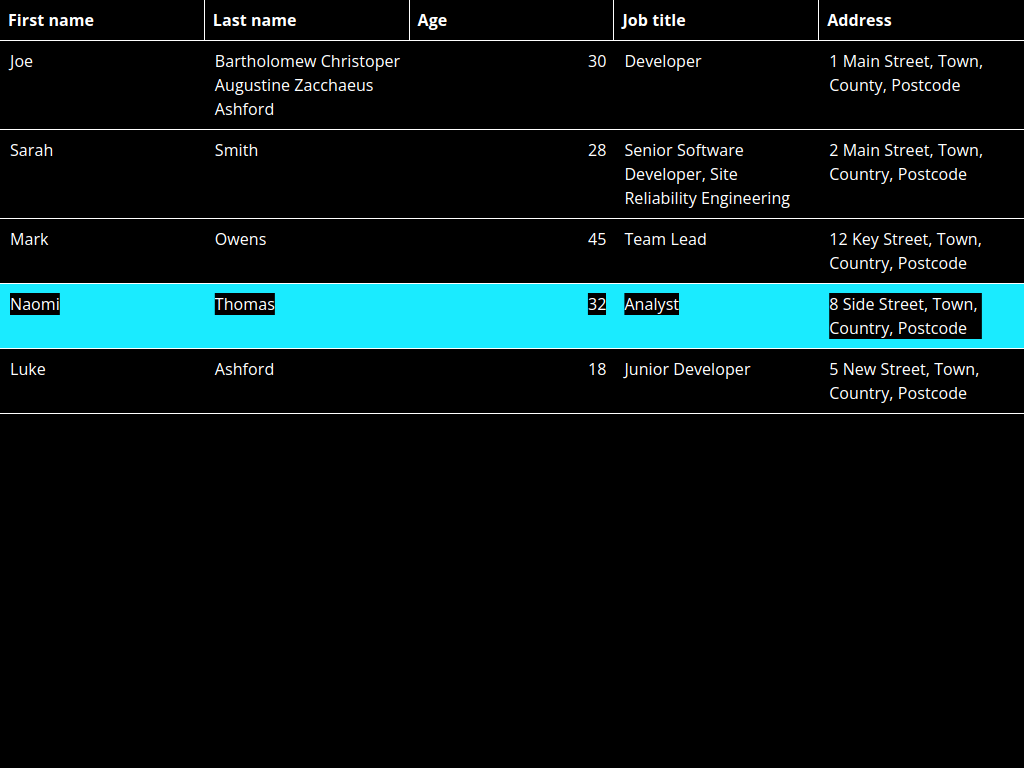 First name Last name Age Job title Address
Joe Bartholomew Christoper 30 Developer 1 Main Street, Town,
Augustine Zacchaeus County, Postcode
Ashford
Sarah Smith 28 Senior Software 2 Main Street, Town,
Developer, Site Country, Postcode
Reliability Engineering
Mark Owens 45 Team Lead 12 Key Street, Town,
Country, Postcode
Naomi Thomas 32 Analyst 8 Side Street, Town,
Country, Postcode
Luke Ashford 18 Junior Developer 5 New Street, Town,
Country, Postcode